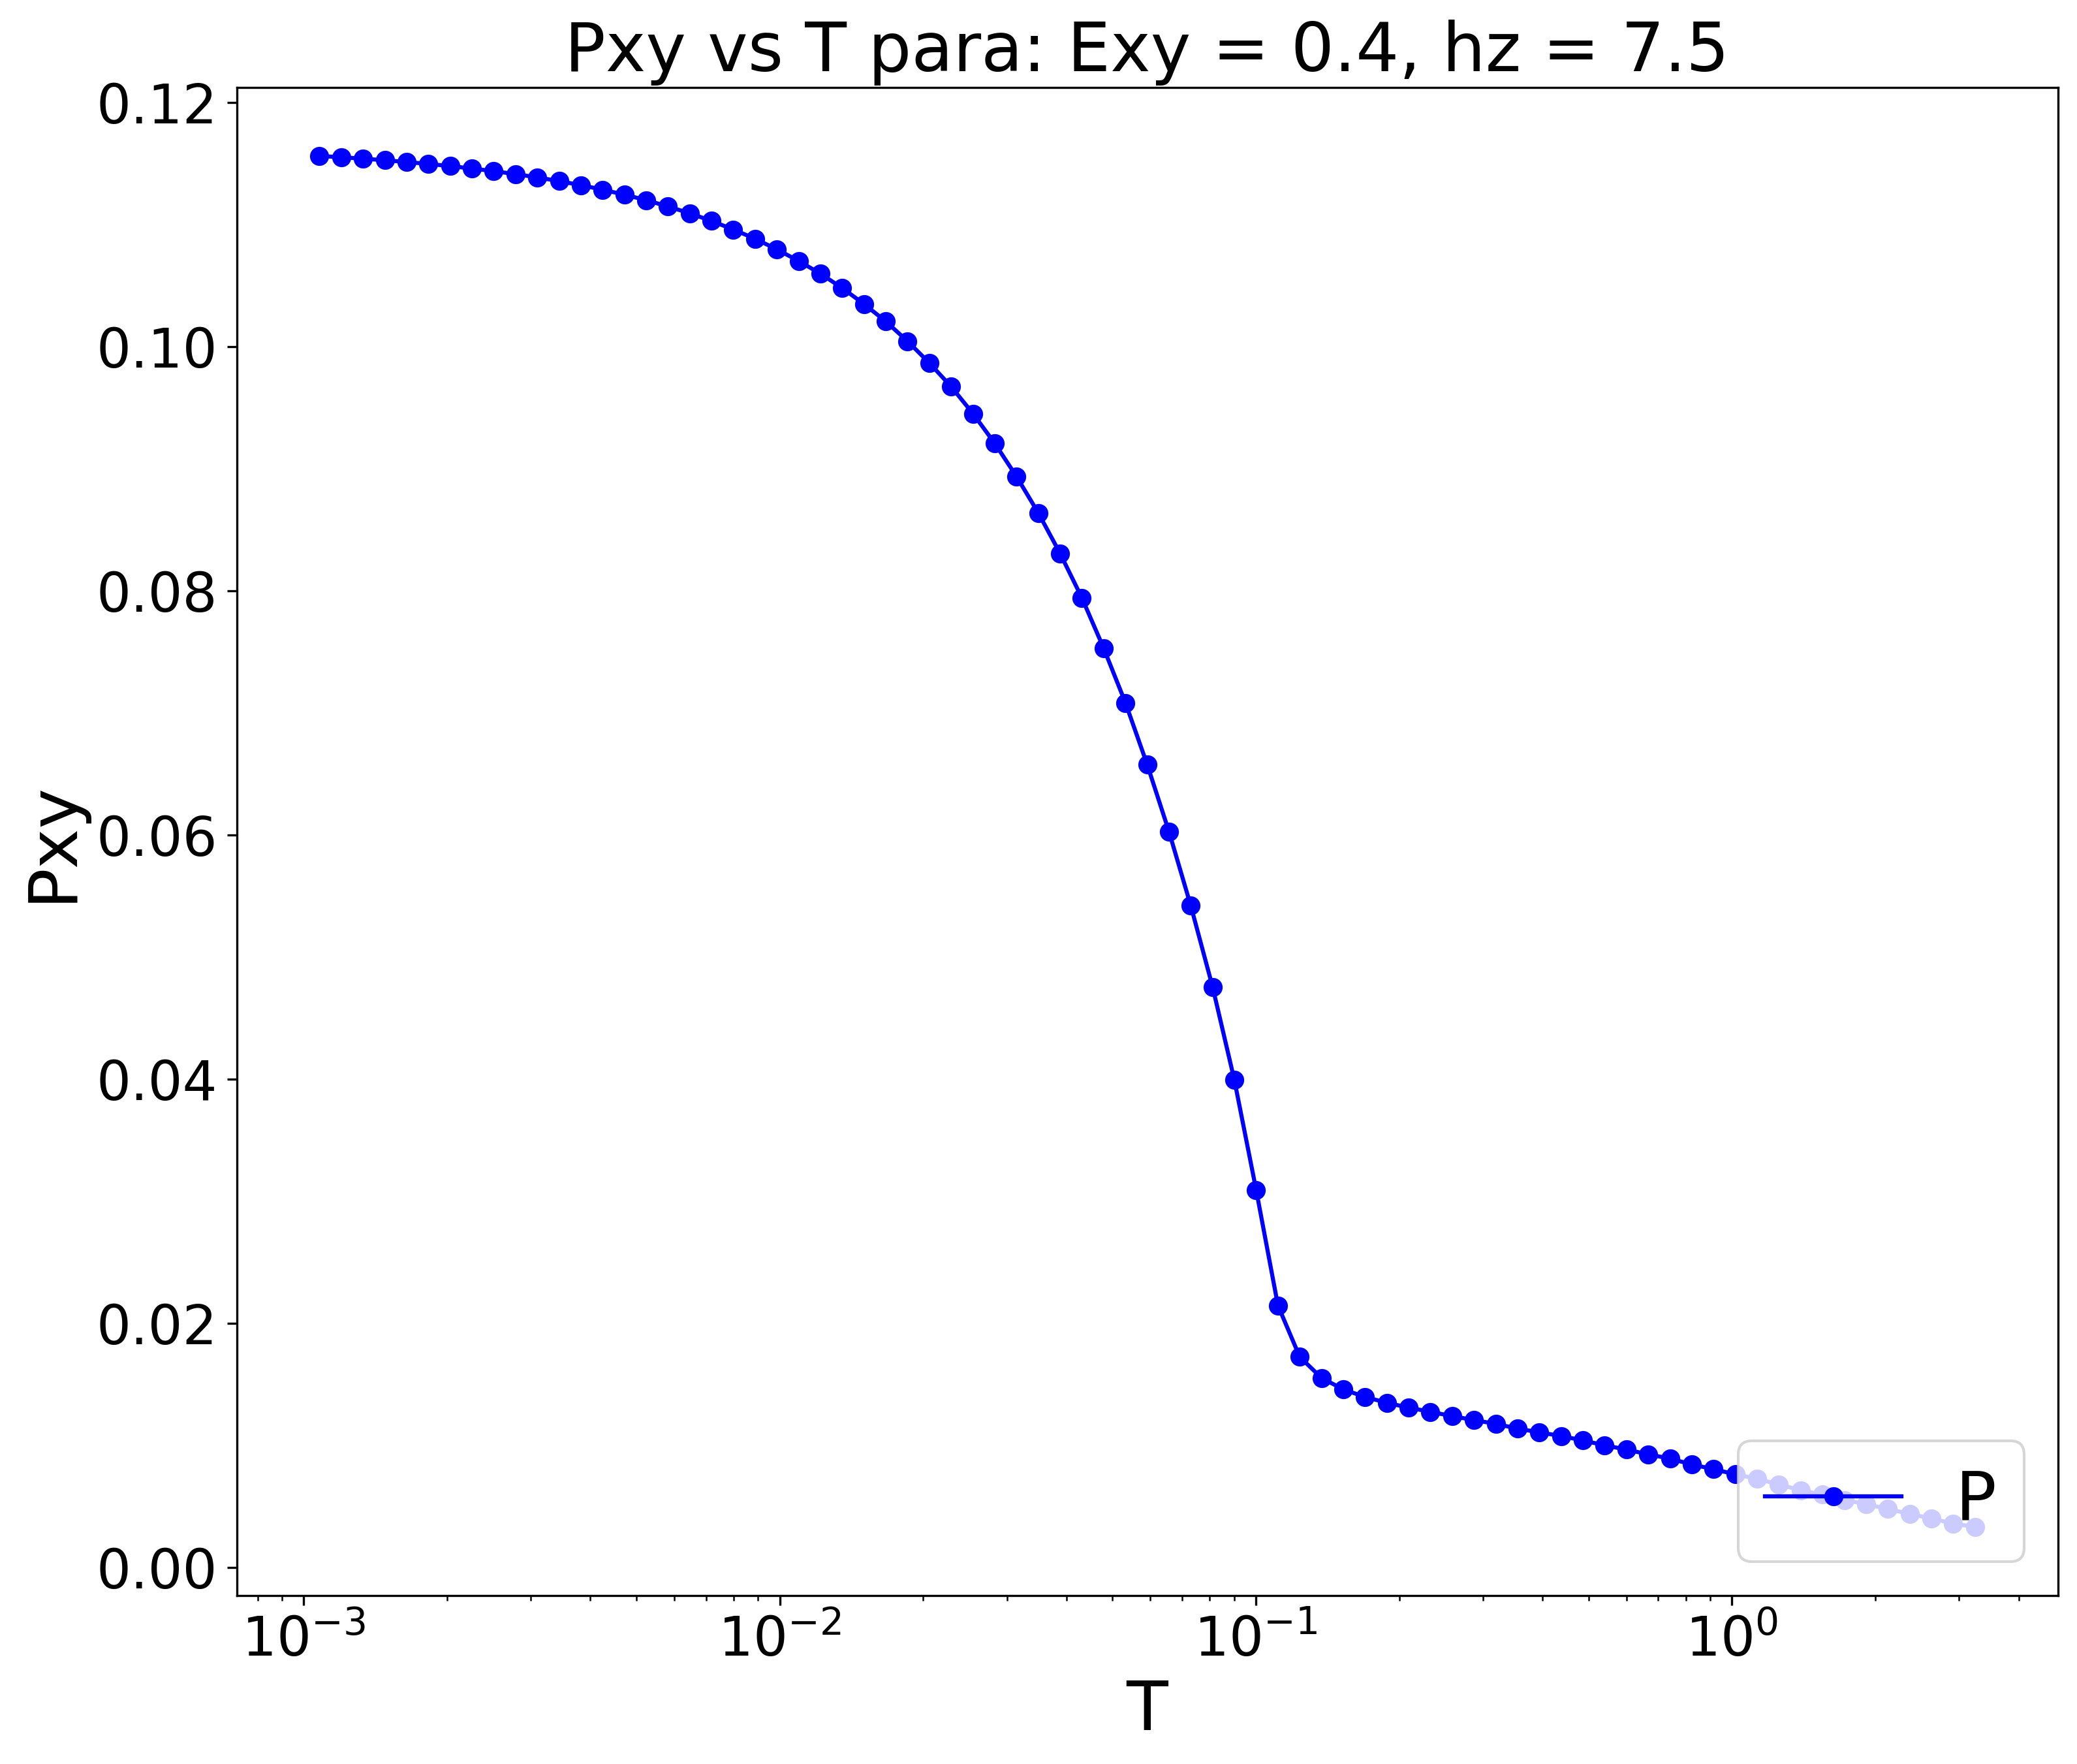 Pxy vs T para: Exy = 0.4, hz = 7.5
0.12
0.10
0.08
0.06
0.04
0.02
0.00
Pxy
P
10⁻³ 10⁻² 10⁻¹ 10⁰
T